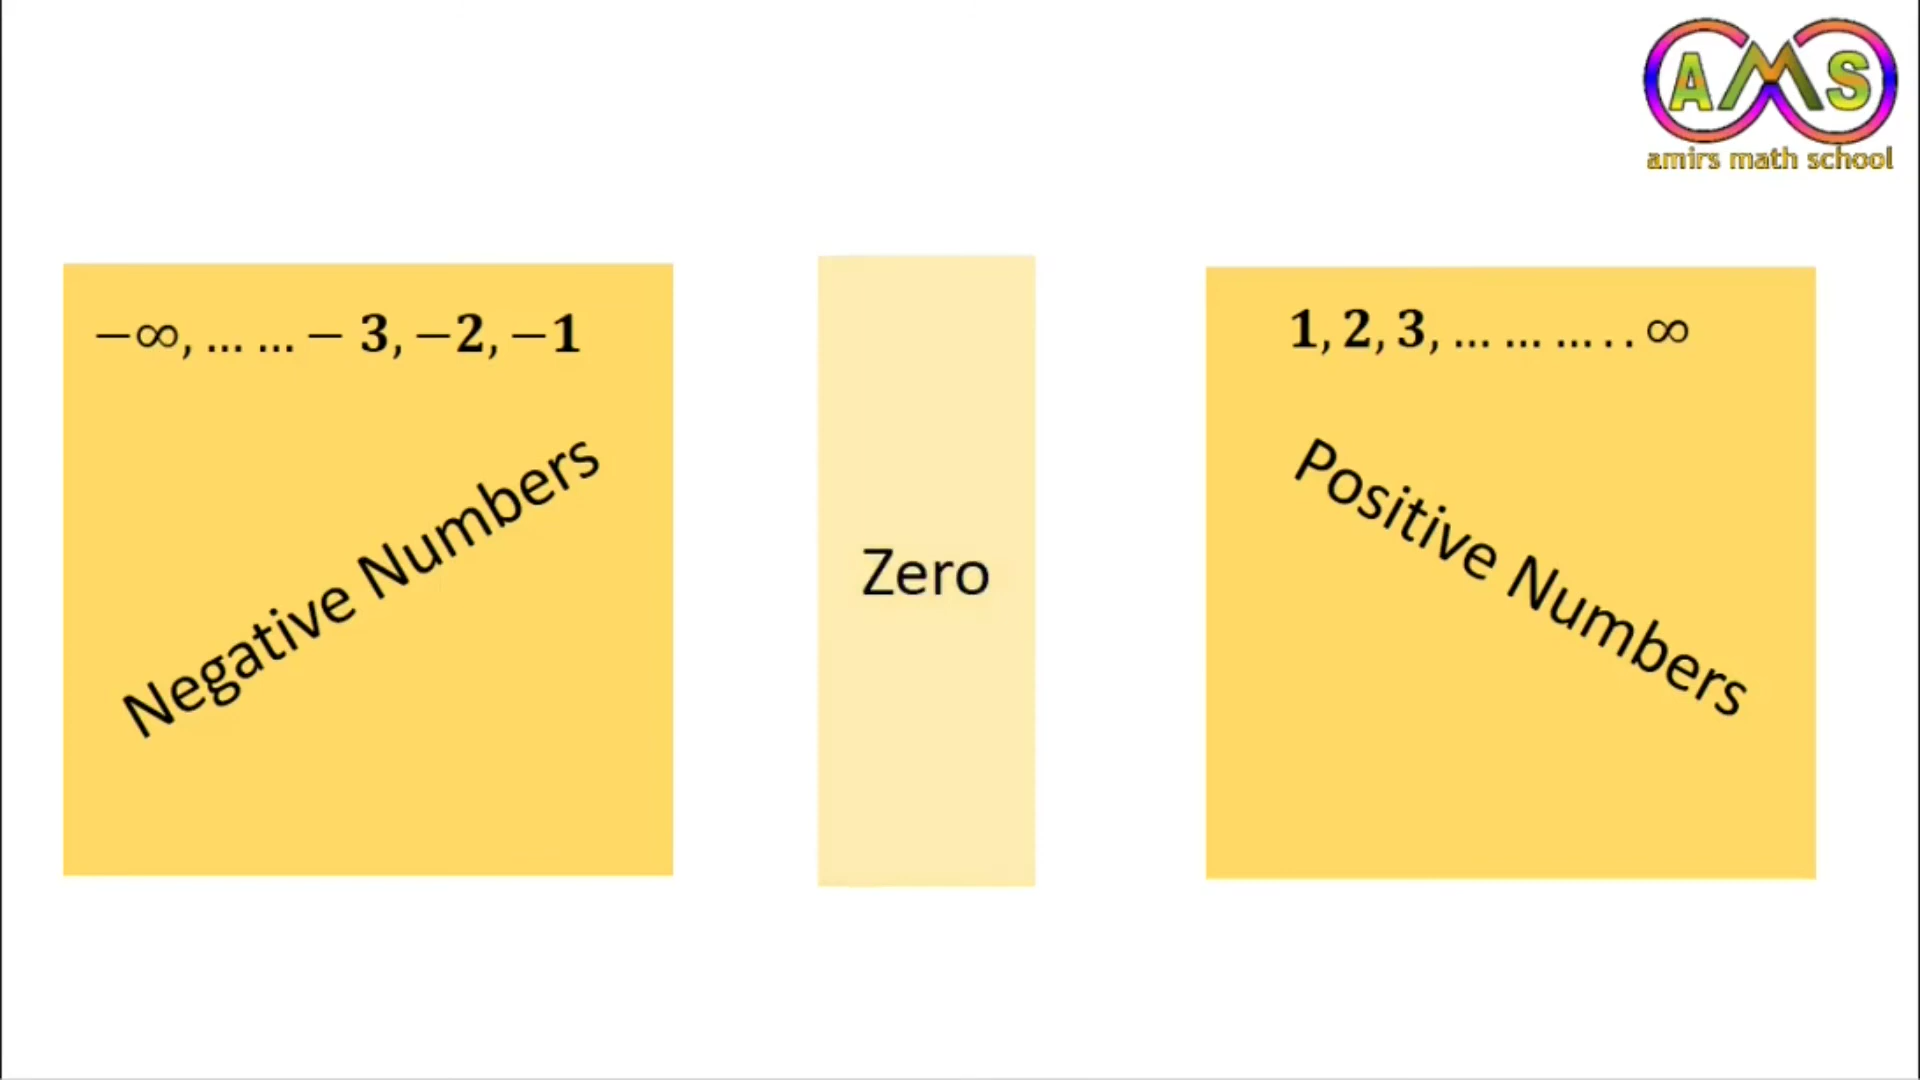 AMS
amirs math school
−∞, … … − 3, −2, −1
Negative Numbers
Zero
1, 2, 3, … … … . . ∞
Positive Numbers